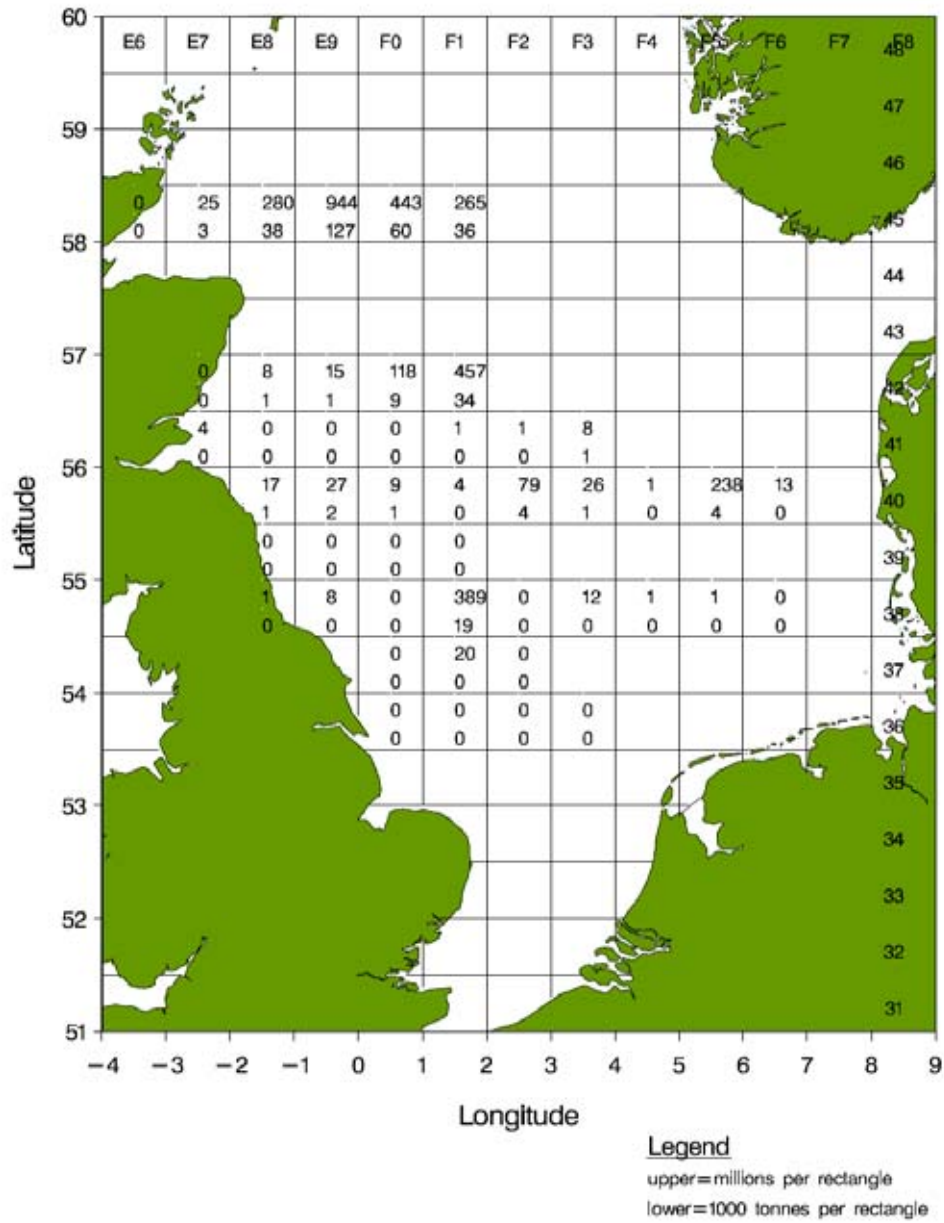 60
E6 E7 E8 E9 F0 F1 F2 F3 F4 F5 F6 F7 F8
48
47
59
46
0 25 280 944 443 265
45
0 3 38 127 60 36
58
44
43
57
0 8 15 118 457
42
0 1 1 9 34
4 0 0 0 1 1 8
41
0 0 0 0 0 0 1
56
17 27 9 4 79 26 1 238 13
40
1 2 1 0 4 1 0 4 0
0 0 0 0
39
0 0 0 0
55
1 8 0 389 0 12 1 1 0
38
0 0 0 19 0 0 0 0 0
0 20 0
37
0 0 0
54
0 0 0 0
36
0 0 0 0
35
53
34
33
52
32
31
51
Latitude
−4 −3 −2 −1 0 1 2 3 4 5 6 7 8 9
Longitude
Legend
upper=millions per rectangle
lower=1000 tonnes per rectangle